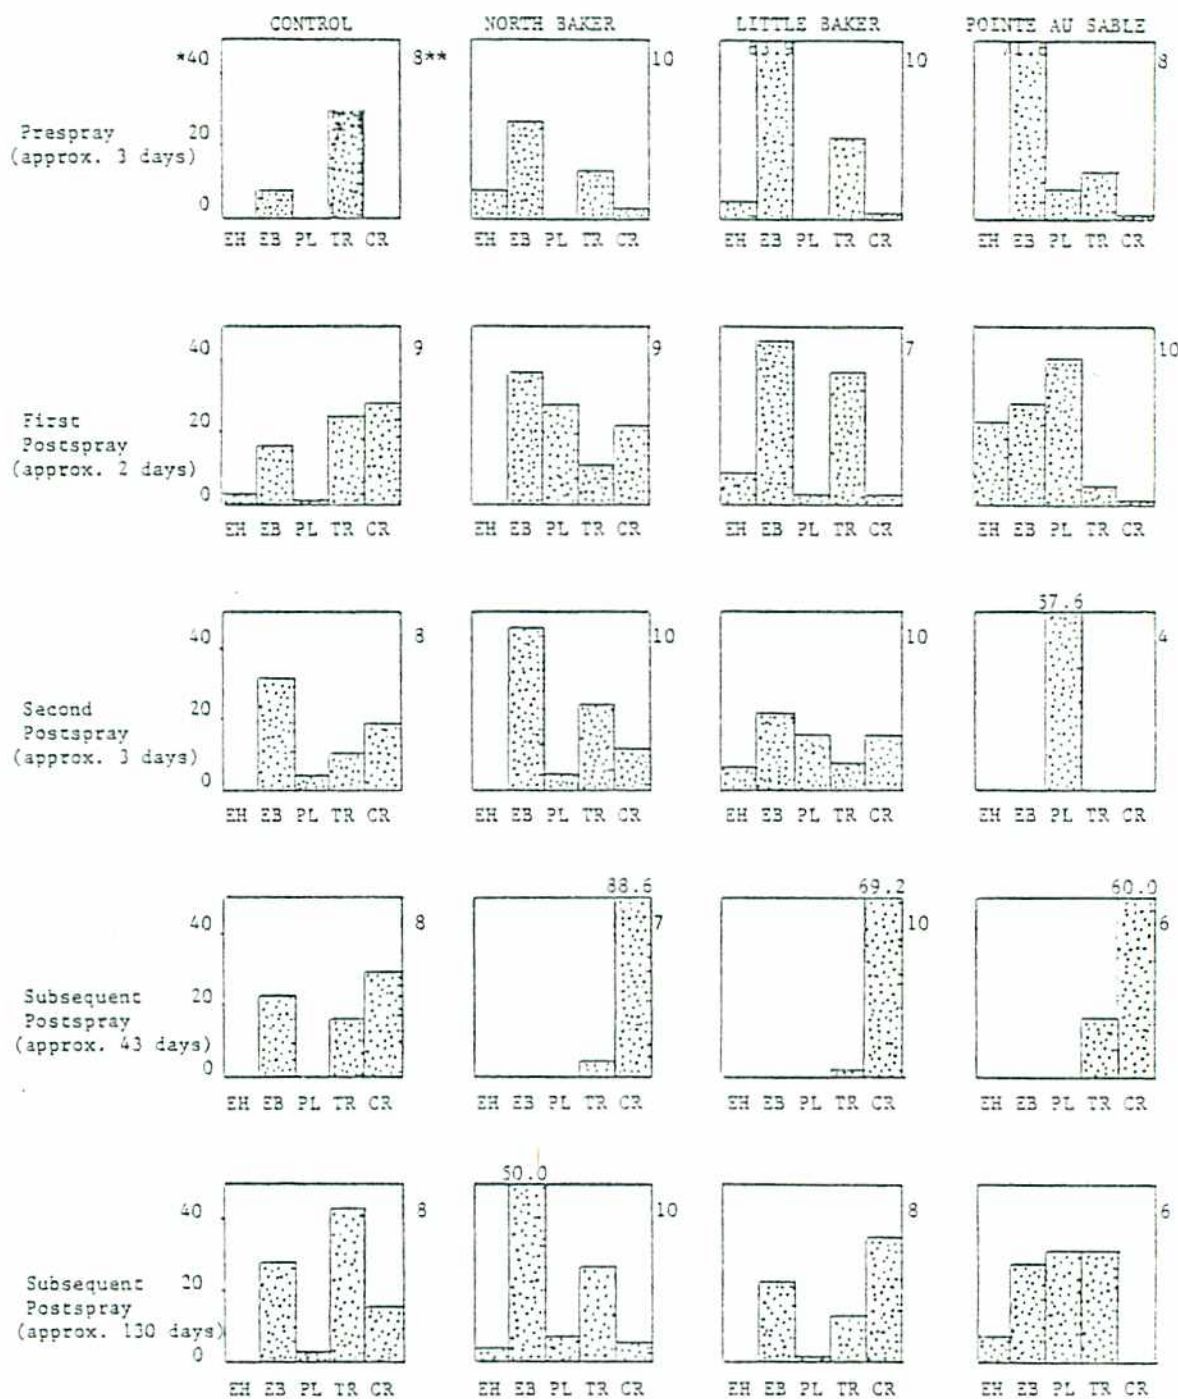 CONTROL NORTH BAKER LITTLE BAKER POINTE AU SABLE
*40 8** 10 63.9 10 71.8 8
Prespray
(approx. 3 days)
20
0
EH EB PL TR CR EH EB PL TR CR EH EB PL TR CR EH EB PL TR CR
40 9 9 7 10
First
Postspray
(approx. 2 days)
20
0
EH EB PL TR CR EH EB PL TR CR EH EB PL TR CR EH EB PL TR CR
57.6
40 8 10 10 4
Second
Postspray
(approx. 3 days)
20
0
EH EB PL TR CR EH EB PL TR CR EH EB PL TR CR EH EB PL TR CR
88.6 69.2 60.0
40 8 7 10 6
Subsequent
Postspray
(approx. 43 days)
20
0
EH EB PL TR CR EH EB PL TR CR EH EB PL TR CR EH EB PL TR CR
50.0
40 8 10 8 6
Subsequent
Postspray
(approx. 130 days)
20
0
EH EB PL TR CR EH EB PL TR CR EH EB PL TR CR EH EB PL TR CR